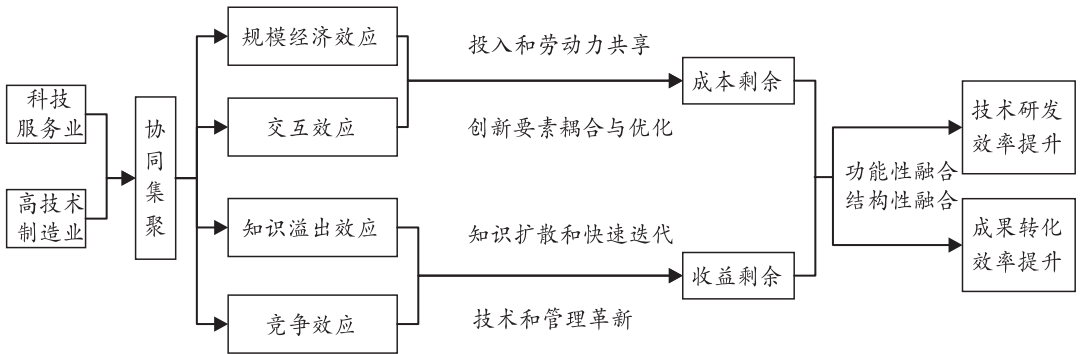 科技
服务业
高技术
制造业
协
同
集
聚
规模经济效应
交互效应
知识溢出效应
竞争效应
投入和劳动力共享
创新要素耦合与优化
知识扩散和快速迭代
技术和管理革新
成本剩余
收益剩余
功能性融合
结构性融合
技术研发
效率提升
成果转化
效率提升